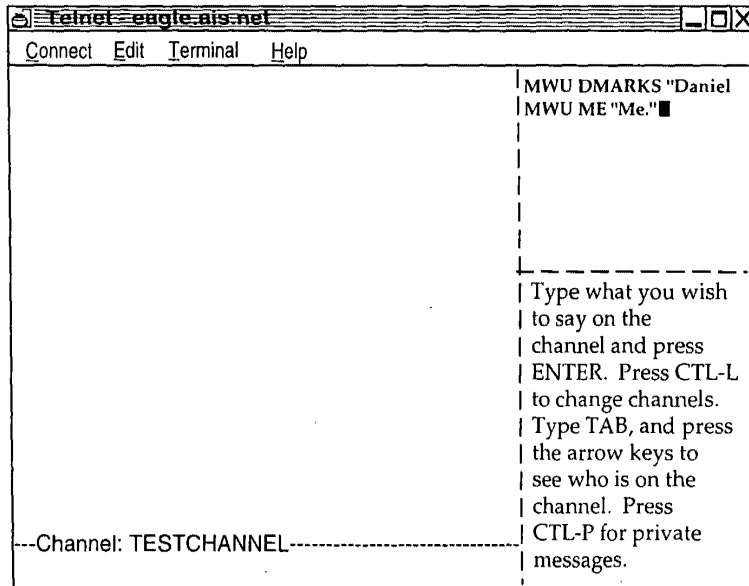 Telnet - eagle.ais.net
Connect Edit Terminal Help
MWU DMARKS "Daniel
MWU ME "Me."
Type what you wish
to say on the
channel and press
ENTER. Press CTL-L
to change channels.
Type TAB, and press
the arrow keys to
see who is on the
channel. Press
CTL-P for private
messages.
---Channel: TESTCHANNEL---